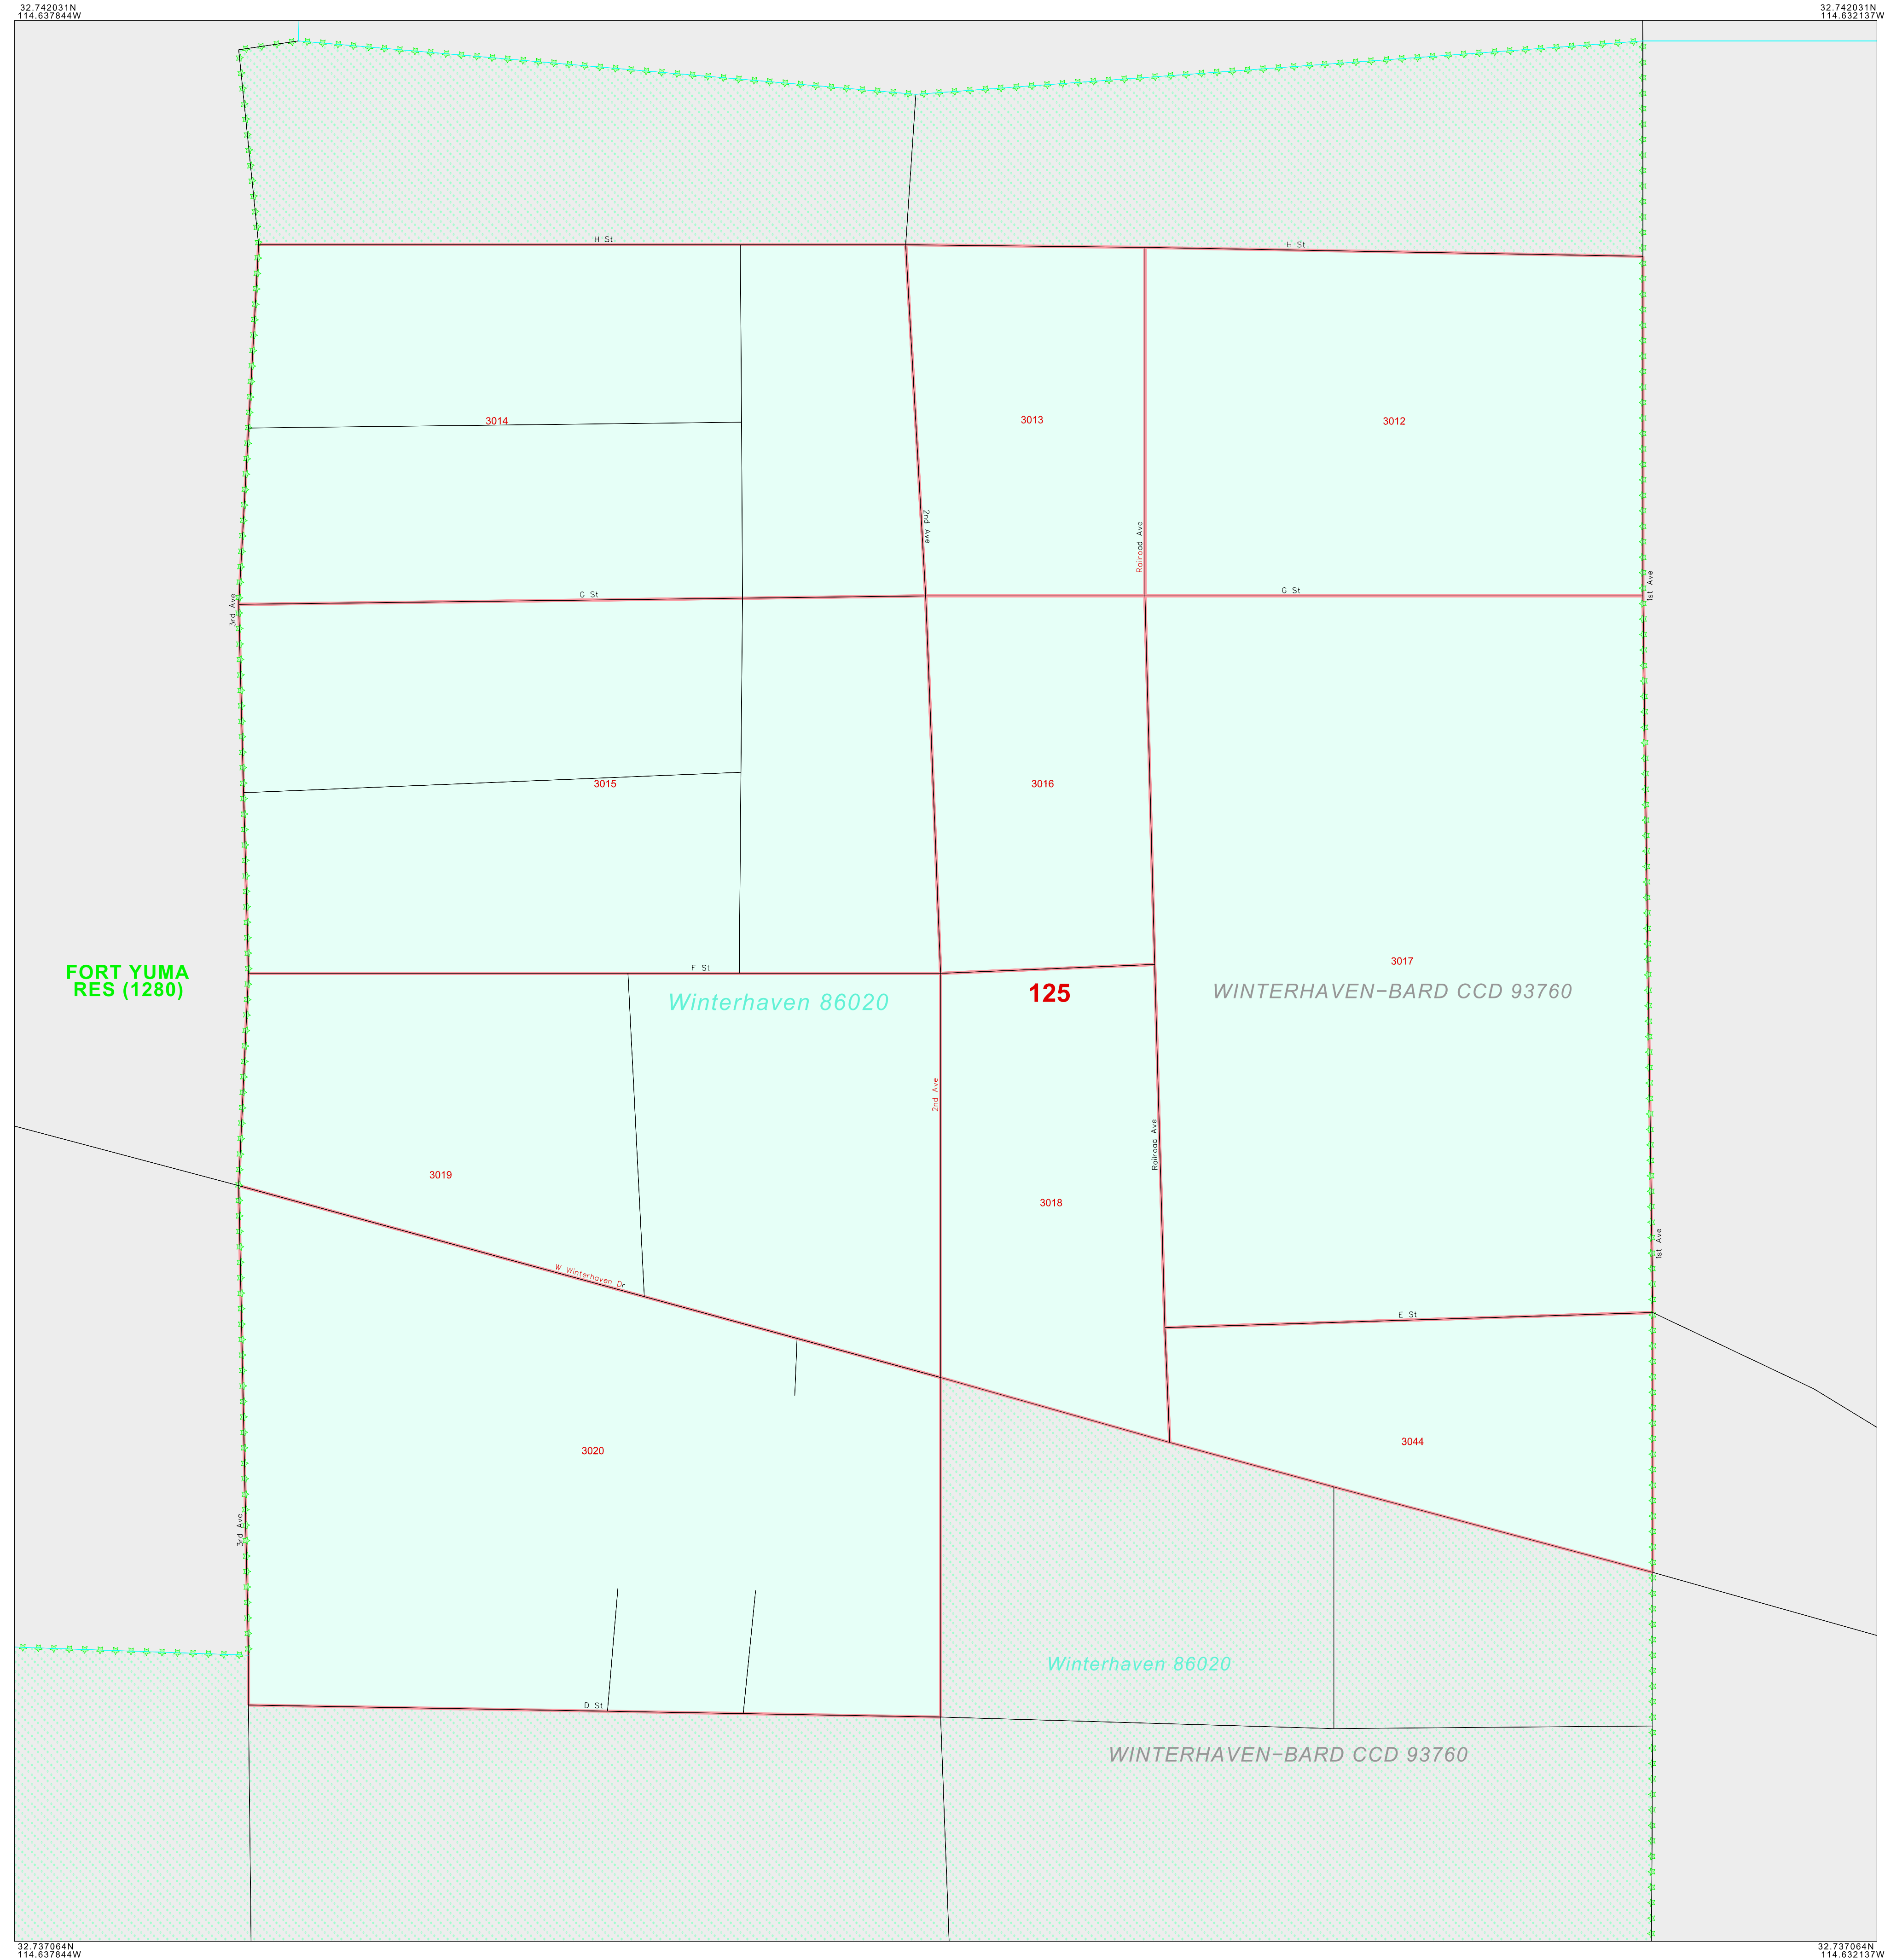 32.742031N
114.637844W
32.742031N
114.632137W
H St
H St
3014
3013
3012
2nd Ave
Railroad Ave
1st Ave
3rd Ave
G St
G St
3015
3016
3017
F St
FORT YUMA
RES (1280)
Winterhaven 86020
125
WINTERHAVEN-BARD CCD 93760
2nd Ave
Railroad Ave
3019
3018
1st Ave
W Winterhaven Dr
E St
3020
3044
3rd Ave
Winterhaven 86020
D St
WINTERHAVEN-BARD CCD 93760
32.737064N
114.637844W
32.737064N
114.632137W